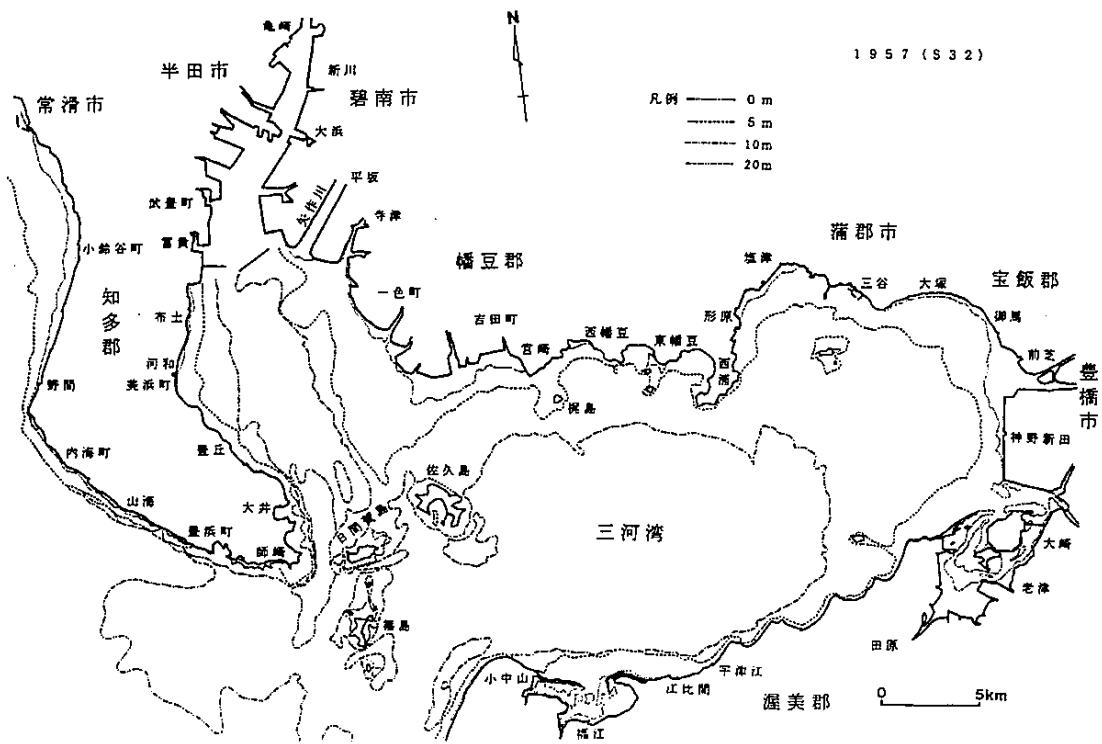 N
1957 (S32)
凡例 0 m
5 m
10m
20m
亀崎
半田市
新川
碧南市
常滑市
大浜
平坂
矢作川
武豊町
寺津
富貴
小鈴谷町
幡豆郡
蒲郡市
塩津
三谷
大塚
宝飯郡
知多郡
布土
一色町
吉田町
西幡豆
東幡豆
形原
御馬
宮崎
前芝
西浦
豊橋市
河和
美浜町
野間
梶島
神野新田
豊丘
内海町
佐久島
山海
大井
日間賀島
三河湾
豊浜町
師崎
大崎
老津
篠島
田原
小中山
宇津江
江比間
福江
渥美郡
0 5km